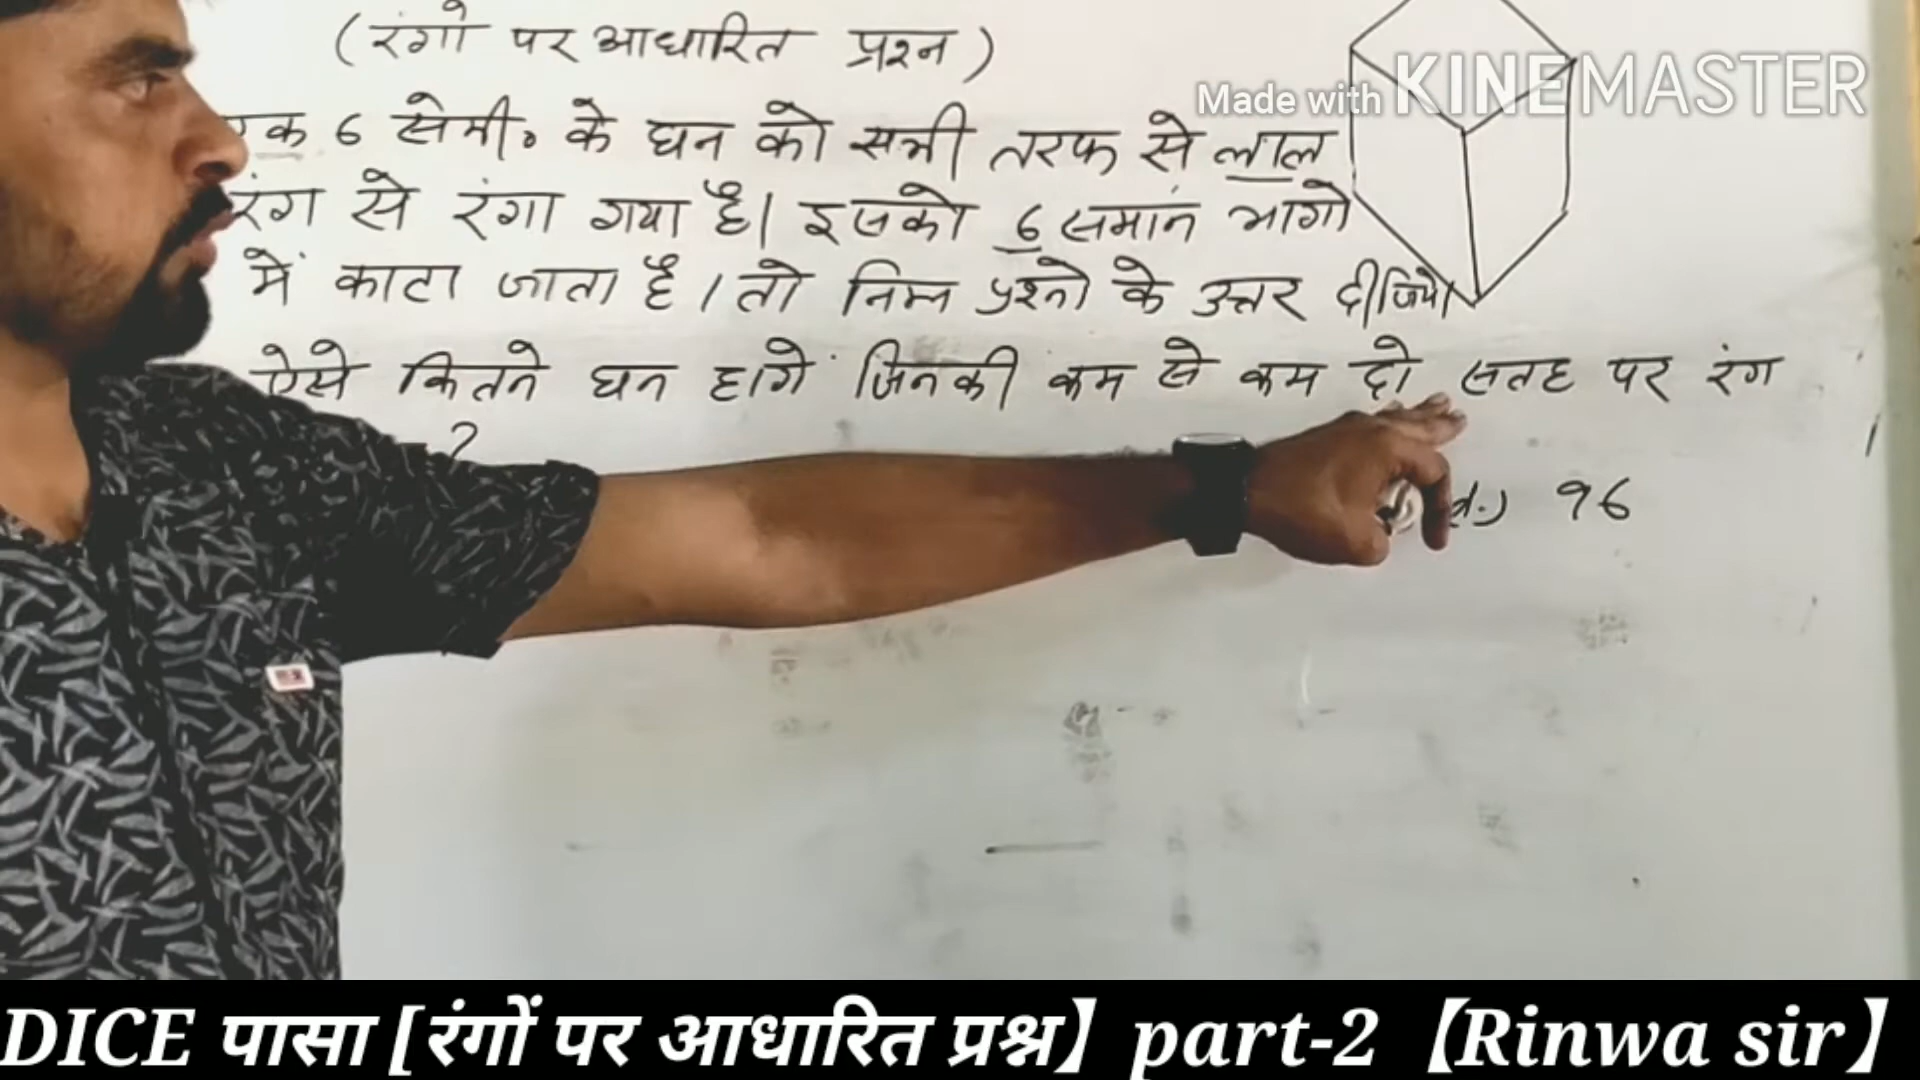 (रंगो पर आधारित प्रश्न)
Made with KINEMASTER
एक 6 सेमी॰ के घन को सभी तरफ से लाल
रंग से रंगा गया है। इसको 6 समान भागो
में काटा जाता है। तो निम्न प्रश्नो के उत्तर दीजिये।
ऐसे कितने घन होगें जिनकी कम से कम दो सतह पर रंग
?
d.) 96
DICE पासा [रंगों पर आधारित प्रश्न】 part-2【Rinwa sir】